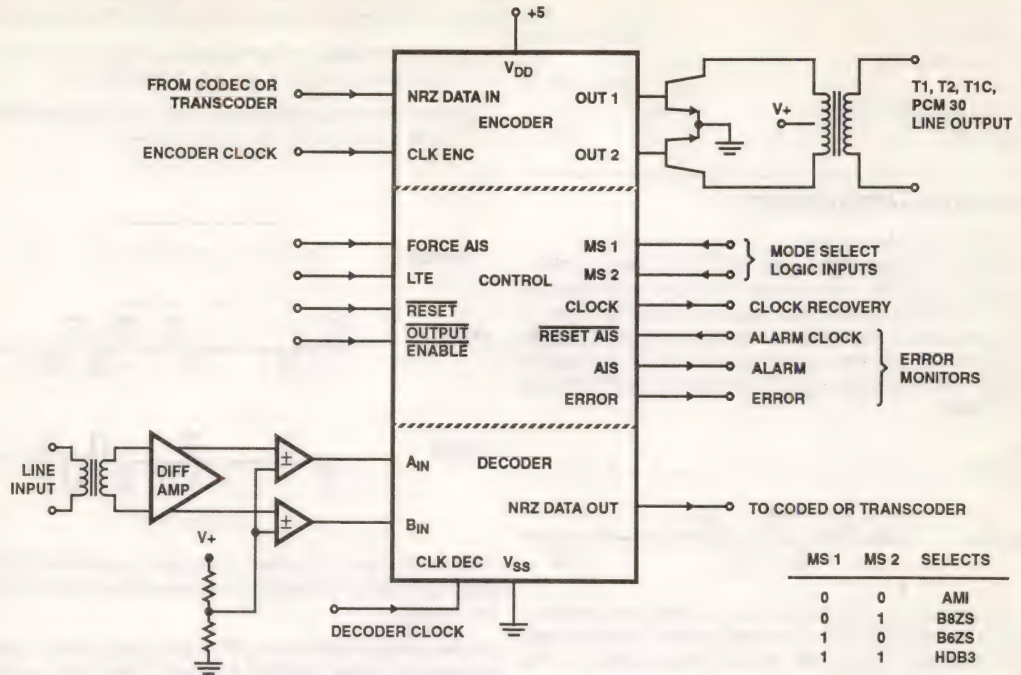 +5
VDD
FROM CODEC OR
TRANSCODER
NRZ DATA IN
OUT 1
ENCODER
V+
T1, T2, T1C,
PCM 30
LINE OUTPUT
ENCODER CLOCK
CLK ENC
OUT 2
FORCE AIS
MS 1
MODE SELECT
LOGIC INPUTS
LTE
CONTROL
MS 2
RESET
CLOCK
CLOCK RECOVERY
OUTPUT
ENABLE
RESET AIS
ALARM CLOCK
AIS
ALARM
ERROR
MONITORS
ERROR
ERROR
LINE
INPUT
DIFF
AMP
±
AIN
DECODER
NRZ DATA OUT
TO CODED OR TRANSCODER
±
BIN
V+
CLK DEC
VSS
DECODER CLOCK
MS 1 MS 2 SELECTS
0 0 AMI
0 1 B8ZS
1 0 B6ZS
1 1 HDB3